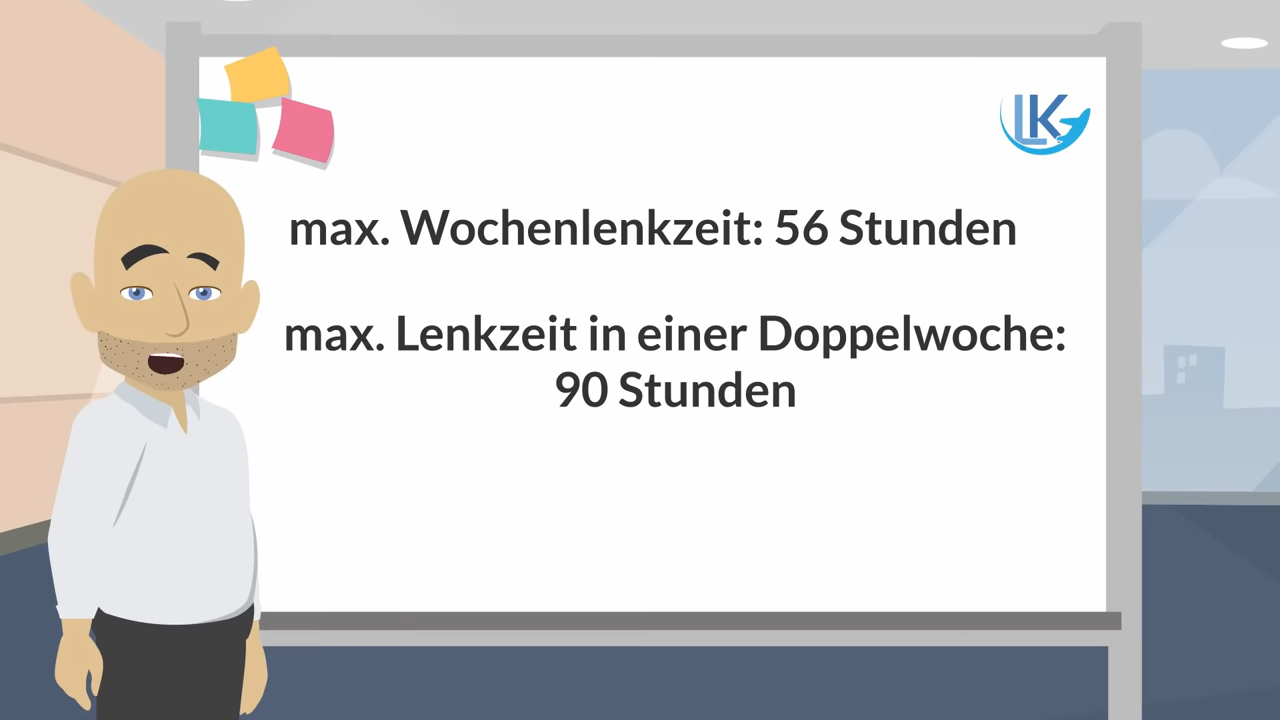 LK
max. Wochenlenkzeit: 56 Stunden
max. Lenkzeit in einer Doppelwoche:
90 Stunden